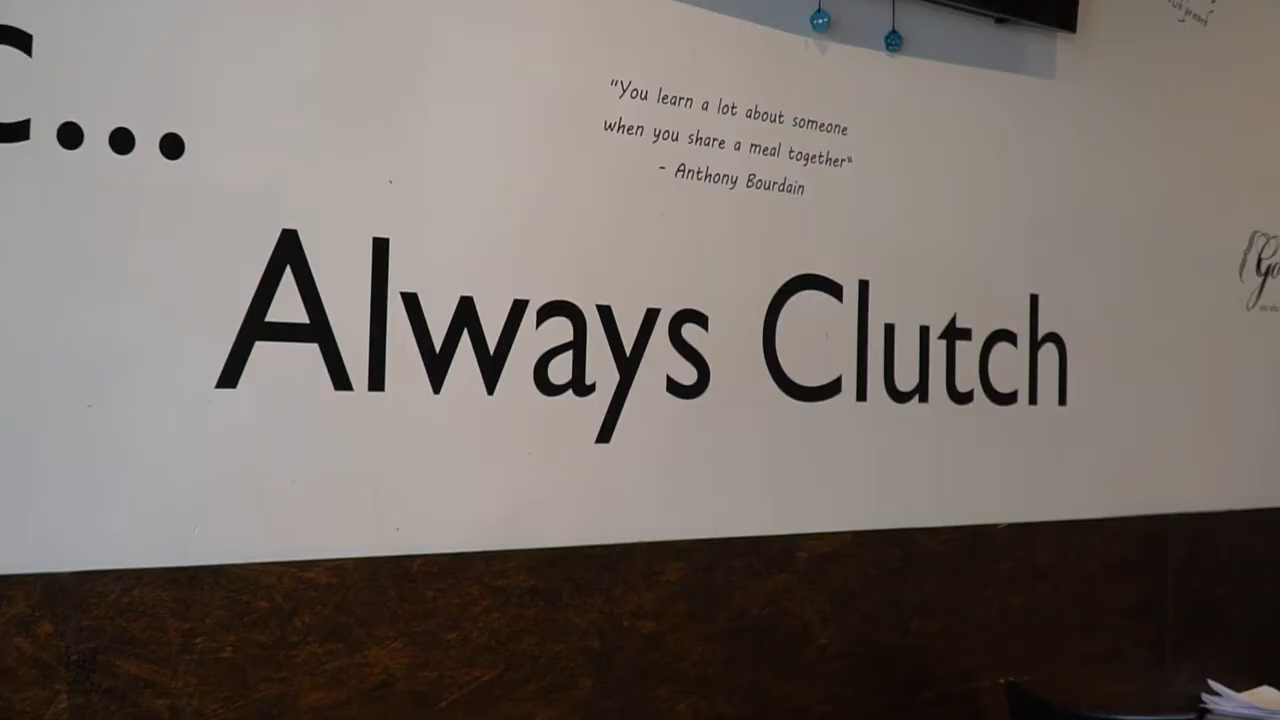 "You learn a lot about someone
when you share a meal together"
- Anthony Bourdain
...
Always Clutch